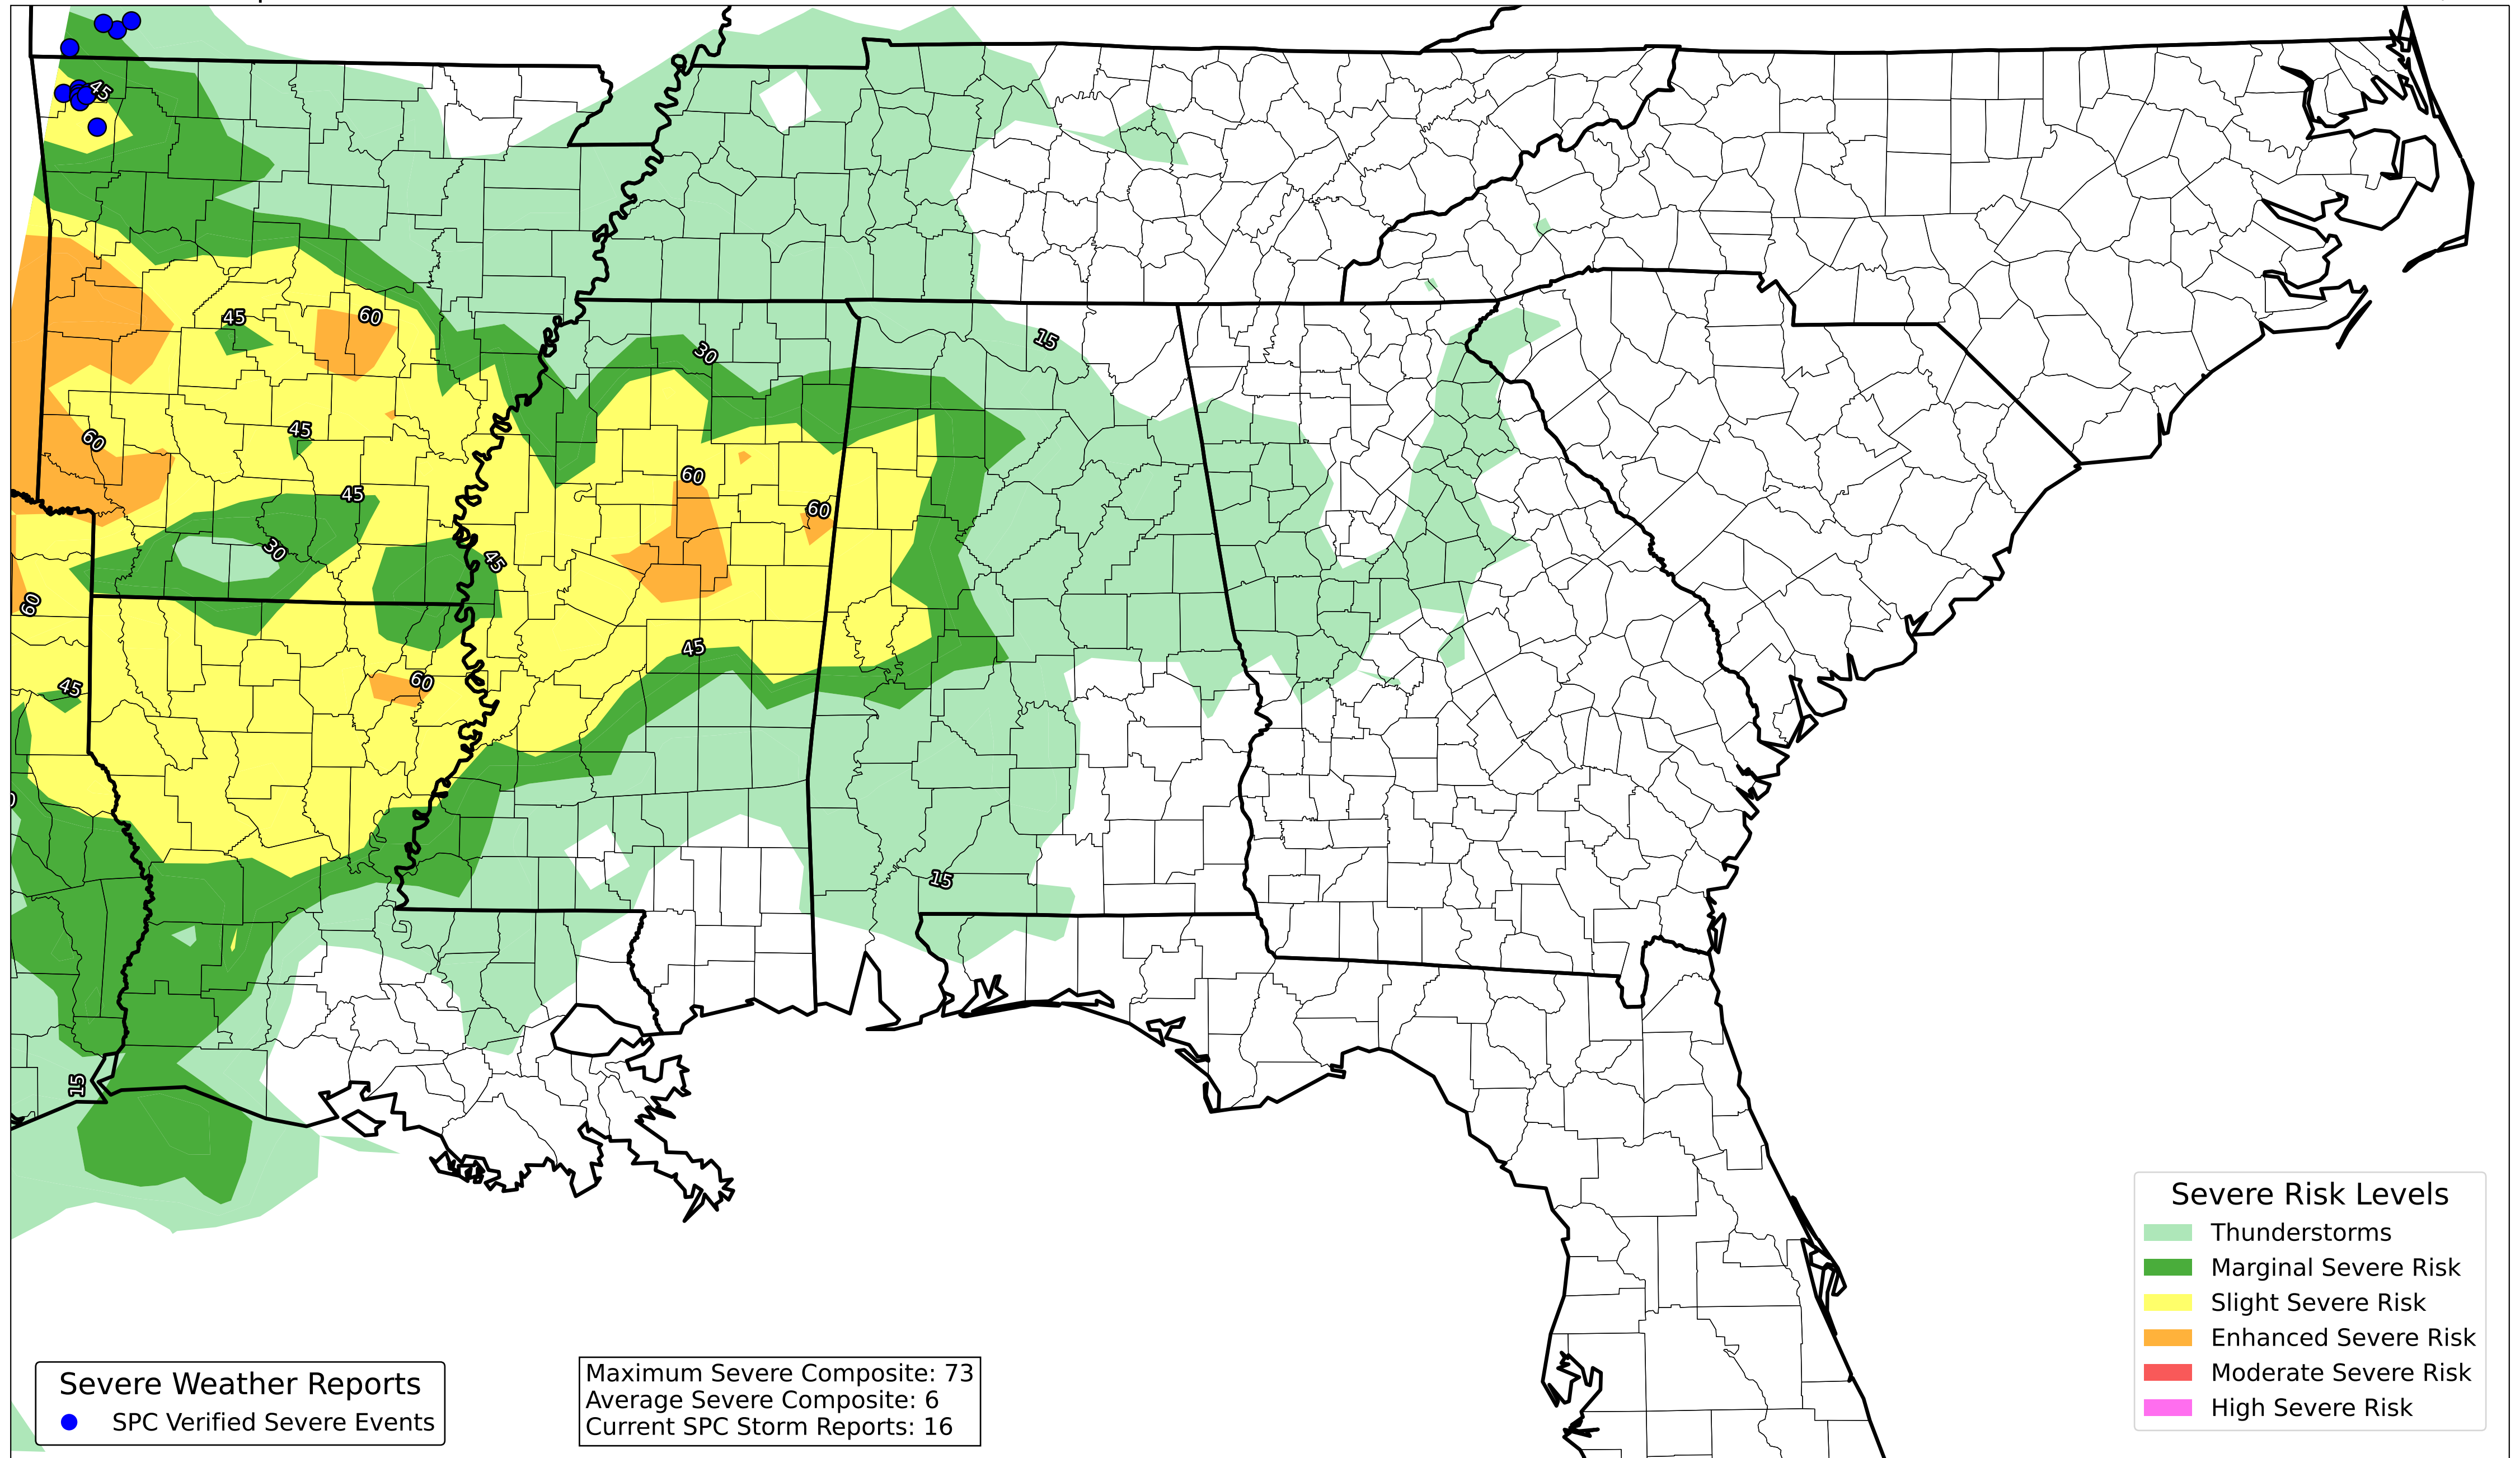 45
45
60
30
15
60
45
60
45
60
30
45
60
45
60
45
60
15
15
Severe Risk Levels
Thunderstorms
Marginal Severe Risk
Slight Severe Risk
Enhanced Severe Risk
Moderate Severe Risk
High Severe Risk
Severe Weather Reports
SPC Verified Severe Events
Maximum Severe Composite: 73
Average Severe Composite: 6
Current SPC Storm Reports: 16